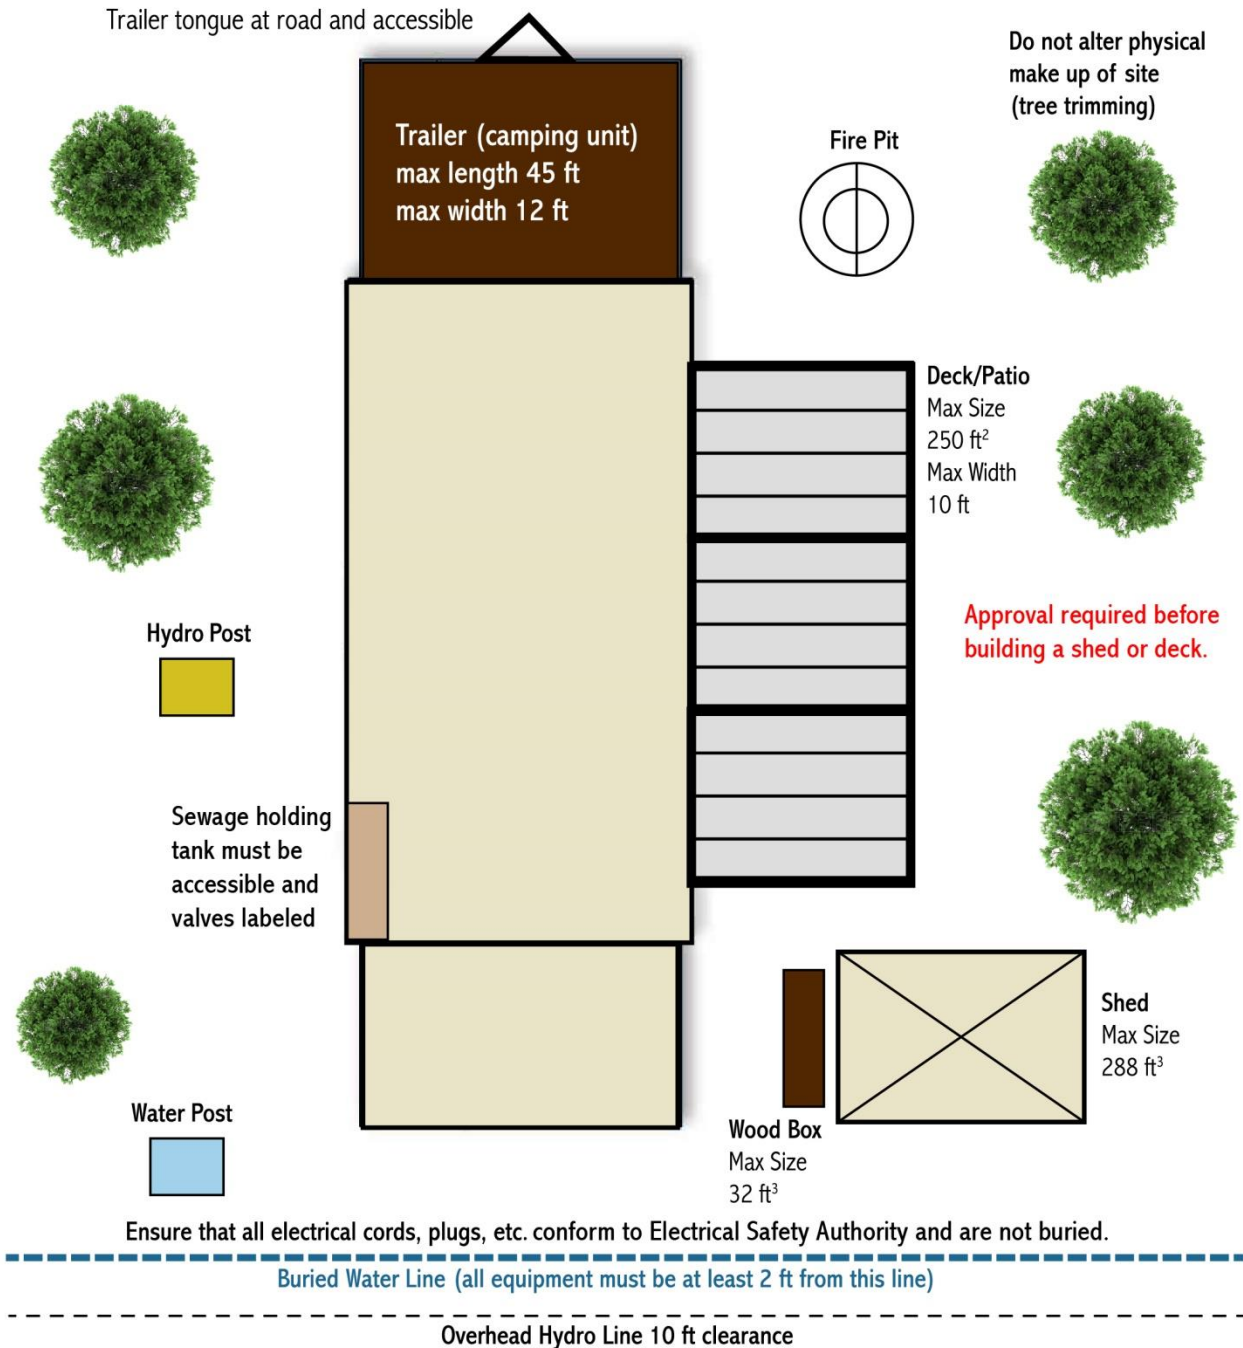 Trailer tongue at road and accessible
Do not alter physical
make up of site
(tree trimming)
Trailer (camping unit)
max length 45 ft
max width 12 ft
Fire Pit
Deck/Patio
Max Size
250 ft²
Max Width
10 ft
Approval required before
building a shed or deck.
Hydro Post
Sewage holding
tank must be
accessible and
valves labeled
Shed
Max Size
288 ft³
Water Post
Wood Box
Max Size
32 ft³
Ensure that all electrical cords, plugs, etc. conform to Electrical Safety Authority and are not buried.
Buried Water Line (all equipment must be at least 2 ft from this line)
Overhead Hydro Line 10 ft clearance